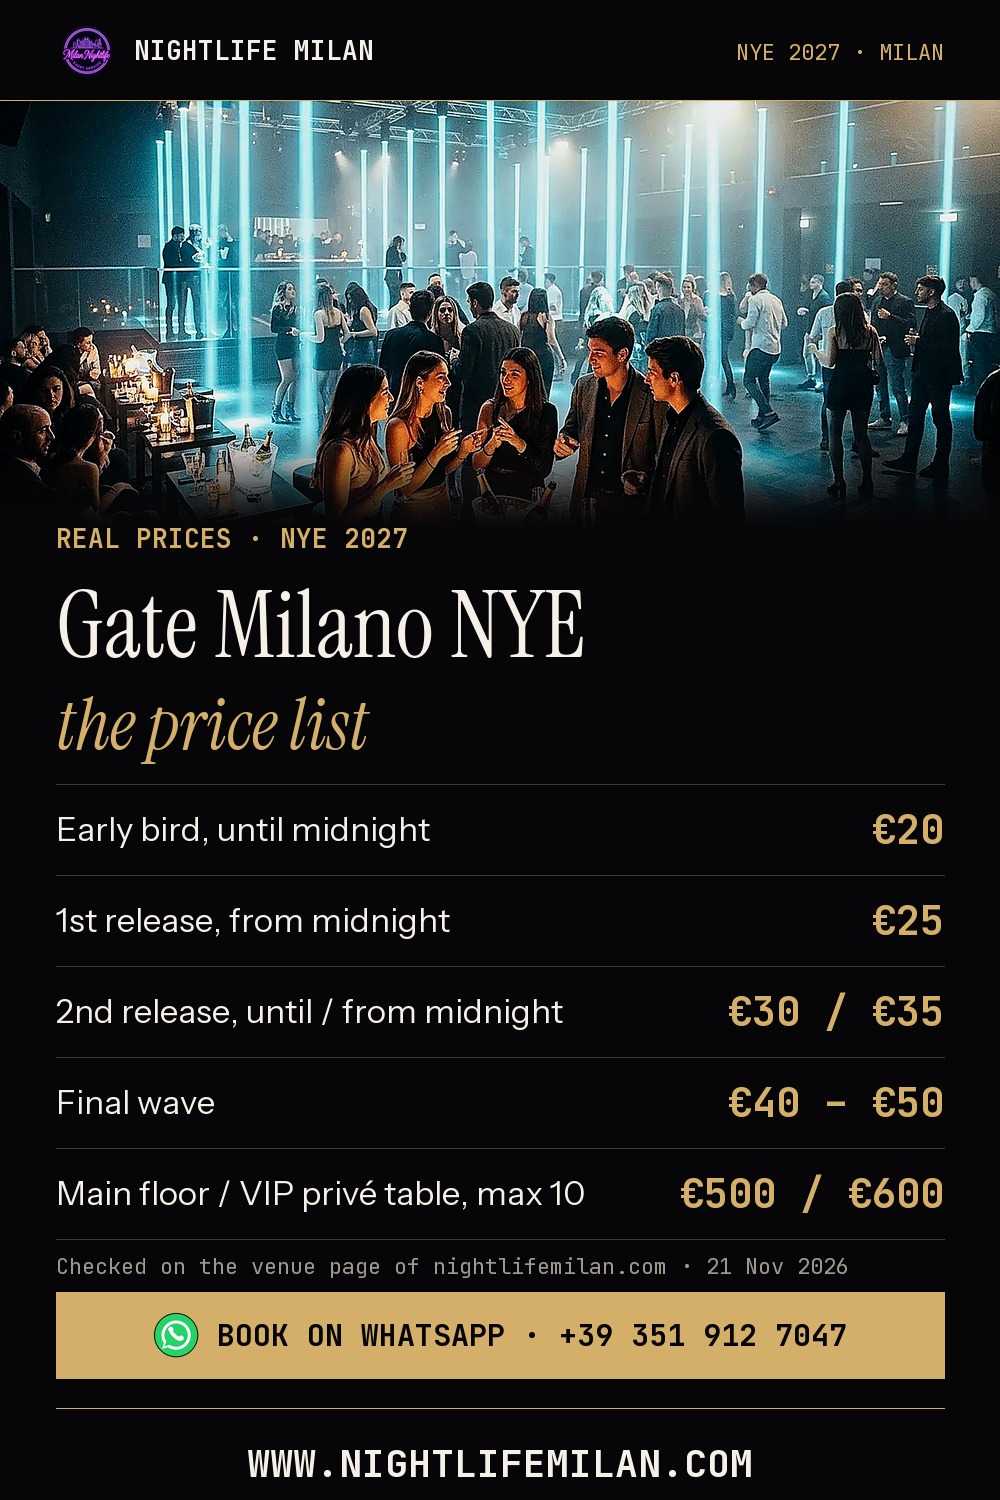 Milan Nightlife
NIGHTLIFE MILAN
NYE 2027 · MILAN
REAL PRICES · NYE 2027
Gate Milano NYE
the price list
Early bird, until midnight €20
1st release, from midnight €25
2nd release, until / from midnight €30 / €35
Final wave €40 – €50
Main floor / VIP privé table, max 10 €500 / €600
Checked on the venue page of nightlifemilan.com · 21 Nov 2026
BOOK ON WHATSAPP · +39 351 912 7047
WWW.NIGHTLIFEMILAN.COM